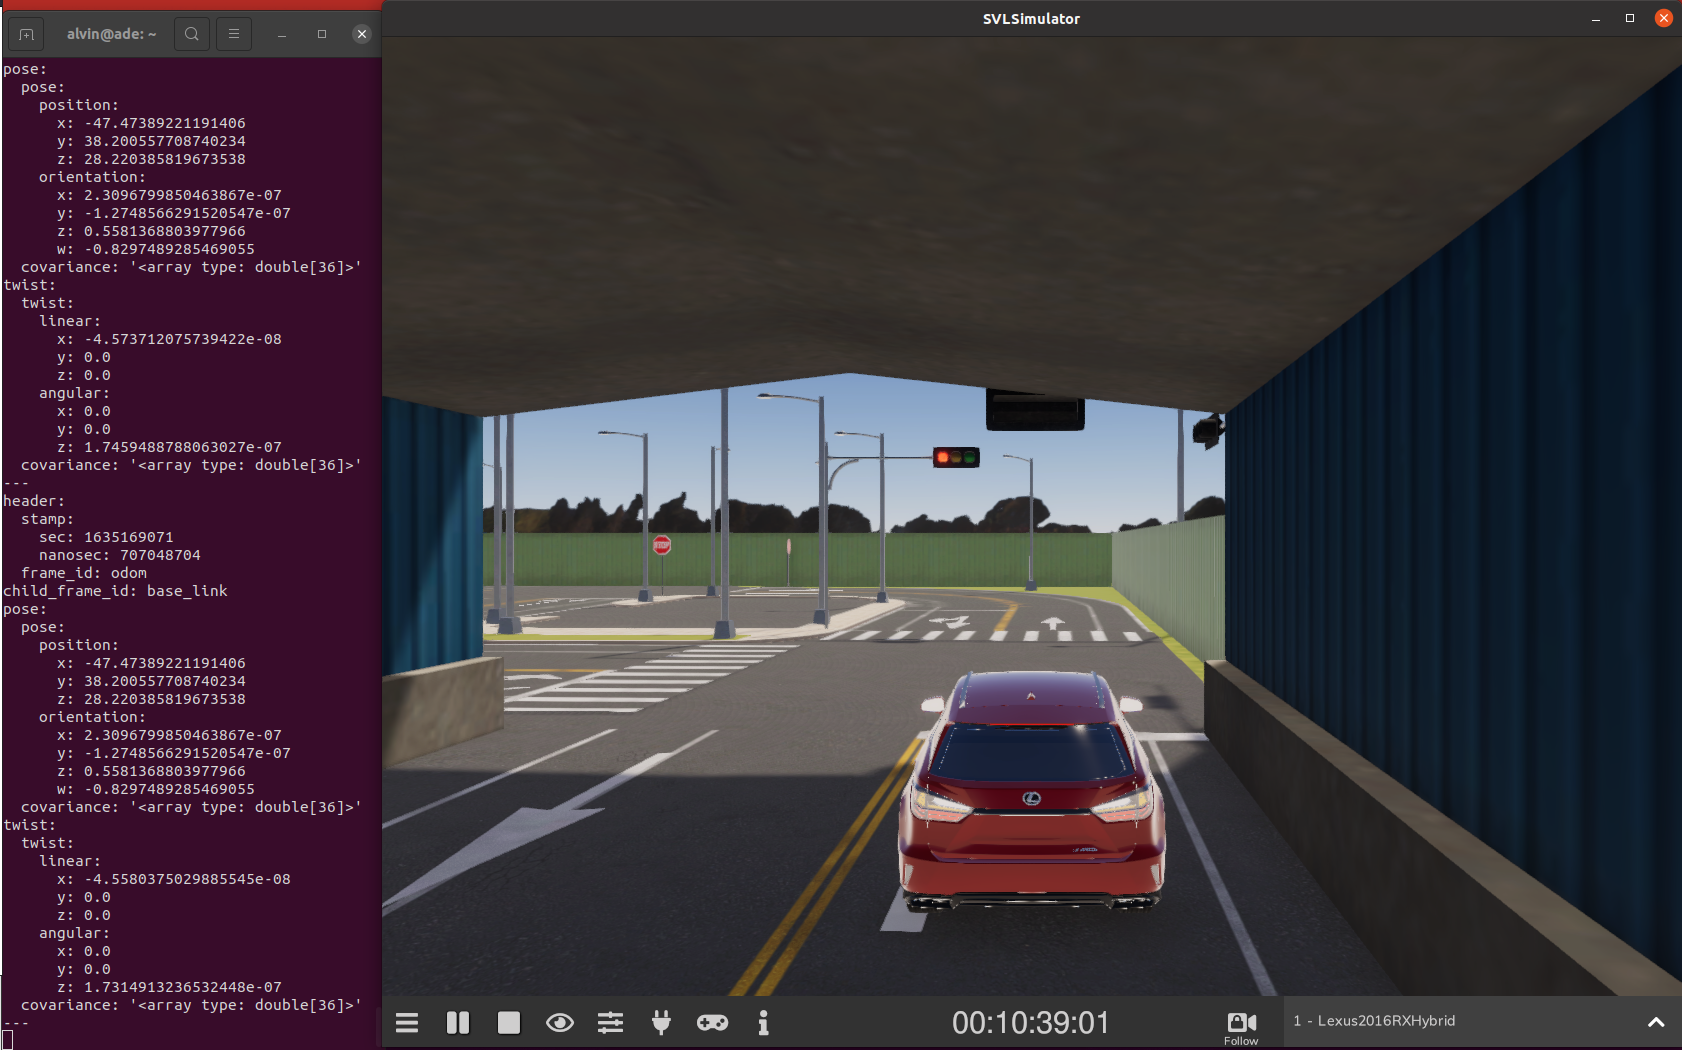 alvin@ade: ~
pose:
pose:
position:
x: -47.47389221191406
y: 38.200557708740234
z: 28.220385819673538
orientation:
x: 2.3096799850463867e-07
y: -1.2748566291520547e-07
z: 0.5581368803977966
w: -0.8297489285469055
covariance: '<array type: double[36]>'
twist:
twist:
linear:
x: -4.573712075739422e-08
y: 0.0
z: 0.0
angular:
x: 0.0
y: 0.0
z: 1.7459488788063027e-07
covariance: '<array type: double[36]>'
---
header:
stamp:
sec: 1635169071
nanosec: 707048704
frame_id: odom
child_frame_id: base_link
pose:
pose:
position:
x: -47.47389221191406
y: 38.200557708740234
z: 28.220385819673538
orientation:
x: 2.3096799850463867e-07
y: -1.2748566291520547e-07
z: 0.5581368803977966
w: -0.8297489285469055
covariance: '<array type: double[36]>'
twist:
twist:
linear:
x: -4.5580375029885545e-08
y: 0.0
z: 0.0
angular:
x: 0.0
y: 0.0
z: 1.7314913236532448e-07
covariance: '<array type: double[36]>'
---
SVLSimulator
STOP
00:10:39:01
Follow
1 - Lexus2016RXHybrid